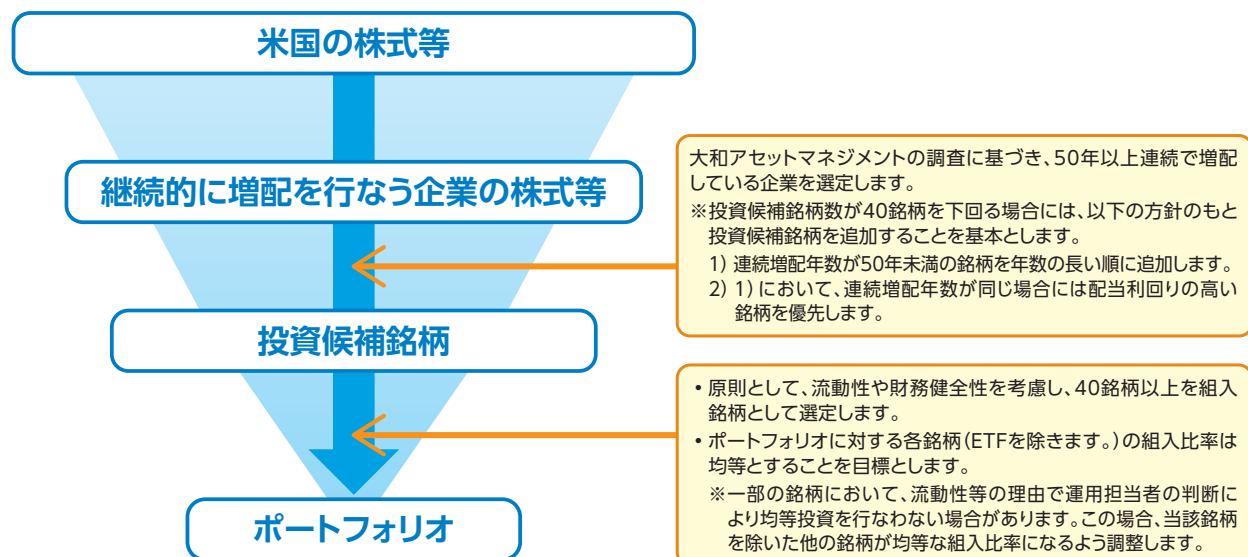 米国の株式等
継続的に増配を行なう企業の株式等
大和アセットマネジメントの調査に基づき、50年以上連続で増配
している企業を選定します。
※投資候補銘柄数が40銘柄を下回る場合には、以下の方針のもと
投資候補銘柄を追加することを基本とします。
1) 連続増配年数が50年未満の銘柄を年数の長い順に追加します。
2) 1) において、連続増配年数が同じ場合には配当利回りの高い
銘柄を優先します。
投資候補銘柄
• 原則として、流動性や財務健全性を考慮し、40銘柄以上を組入
銘柄として選定します。
• ポートフォリオに対する各銘柄(ETFを除きます。)の組入比率は
均等とすることを目標とします。
※一部の銘柄において、流動性等の理由で運用担当者の判断に
より均等投資を行なわない場合があります。この場合、当該銘柄
を除いた他の銘柄が均等な組入比率になるよう調整します。
ポートフォリオ